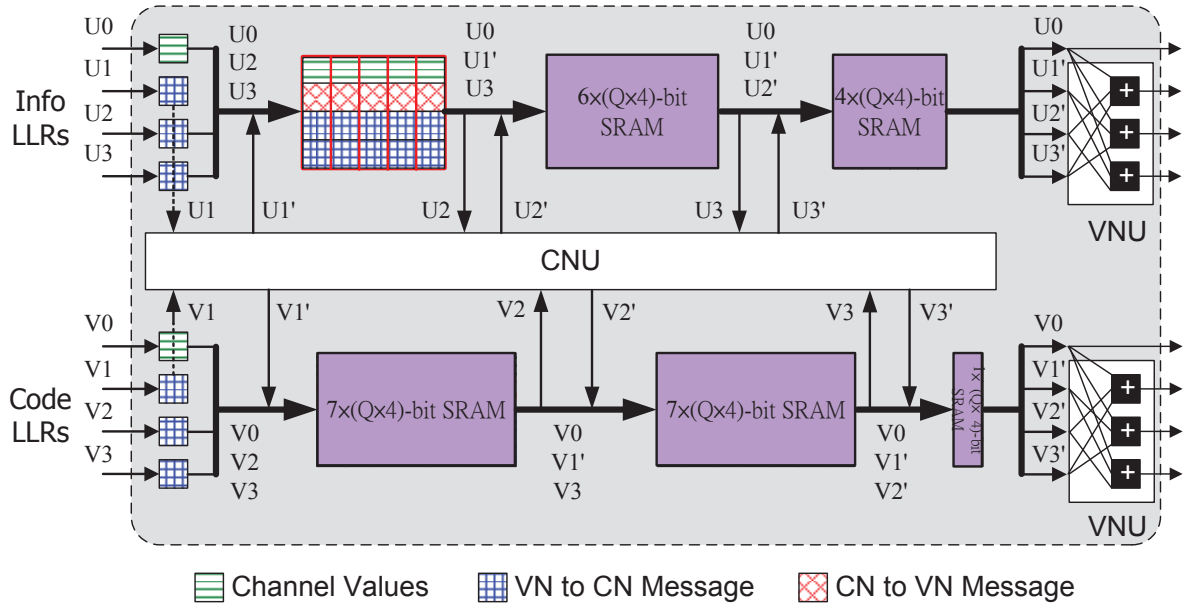 U0
U1
U2
U3
Info
LLRs
U0
U2
U3
U0
U1'
U3
6×(Q×4)-bit
SRAM
U0
U1'
U2'
4×(Q×4)-bit
SRAM
U0
U1'
U2'
U3'
+
+
+
VNU
U1
U1'
U2
U2'
U3
U3'
CNU
V1
V1'
V2
V2'
V3
V3'
V0
V1
V2
V3
Code
LLRs
V0
V2
V3
7×(Q×4)-bit SRAM
V0
V1'
V3
7×(Q×4)-bit SRAM
V0
V1'
V2'
1×(Q×4)-bit
SRAM
V0
V1'
V2'
V3'
+
+
+
VNU
Channel Values
VN to CN Message
CN to VN Message